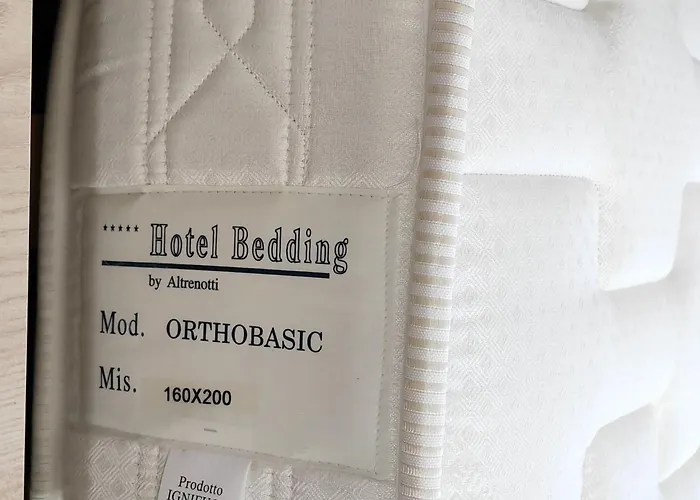 ***** Hotel Bedding
by Altrenotti
Mod. ORTHOBASIC
Mis. 160X200
Prodotto